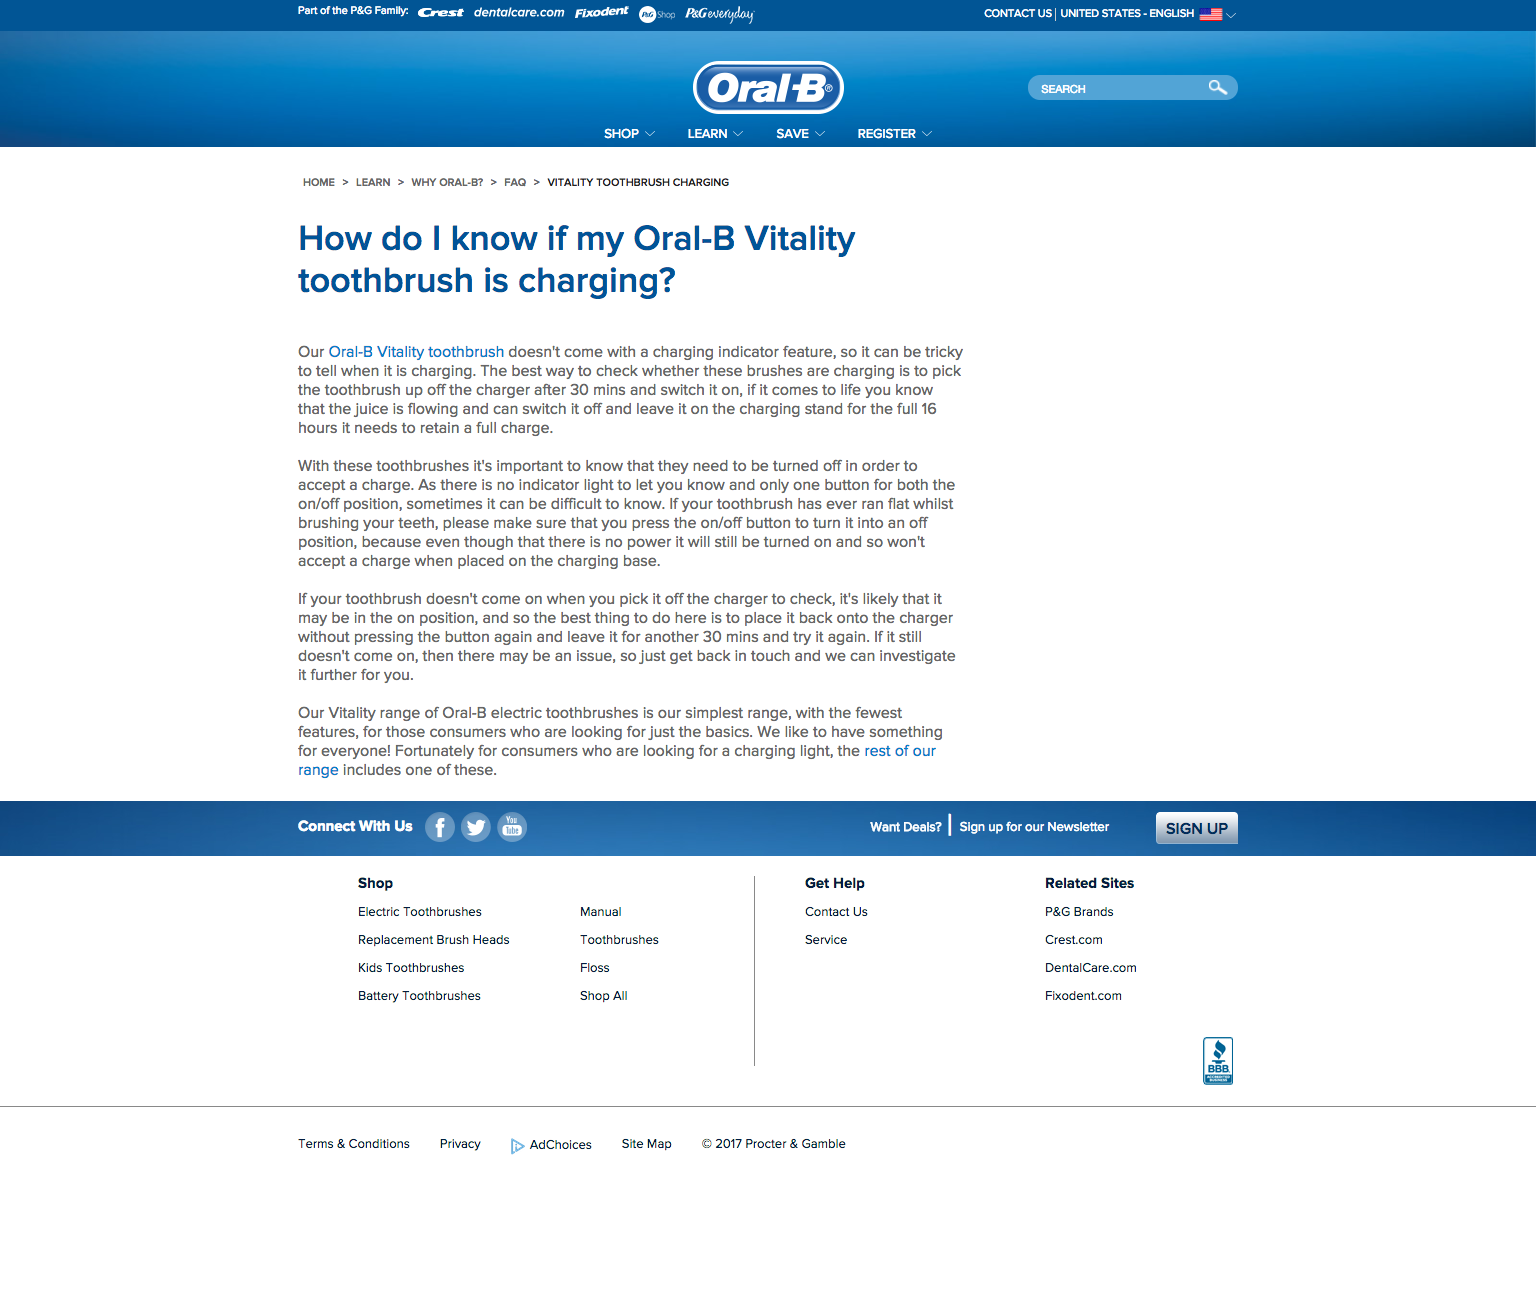 Part of the P&G Family: Crest dentalcare.com Fixodent P&G Shop P&Geveryday
CONTACT US | UNITED STATES - ENGLISH
Oral-B®
SEARCH
SHOP LEARN SAVE REGISTER
HOME > LEARN > WHY ORAL-B? > FAQ > VITALITY TOOTHBRUSH CHARGING
How do I know if my Oral-B Vitality
toothbrush is charging?
Our Oral-B Vitality toothbrush doesn't come with a charging indicator feature, so it can be tricky
to tell when it is charging. The best way to check whether these brushes are charging is to pick
the toothbrush up off the charger after 30 mins and switch it on, if it comes to life you know
that the juice is flowing and can switch it off and leave it on the charging stand for the full 16
hours it needs to retain a full charge.
With these toothbrushes it's important to know that they need to be turned off in order to
accept a charge. As there is no indicator light to let you know and only one button for both the
on/off position, sometimes it can be difficult to know. If your toothbrush has ever ran flat whilst
brushing your teeth, please make sure that you press the on/off button to turn it into an off
position, because even though that there is no power it will still be turned on and so won't
accept a charge when placed on the charging base.
If your toothbrush doesn't come on when you pick it off the charger to check, it's likely that it
may be in the on position, and so the best thing to do here is to place it back onto the charger
without pressing the button again and leave it for another 30 mins and try it again. If it still
doesn't come on, then there may be an issue, so just get back in touch and we can investigate
it further for you.
Our Vitality range of Oral-B electric toothbrushes is our simplest range, with the fewest
features, for those consumers who are looking for just the basics. We like to have something
for everyone! Fortunately for consumers who are looking for a charging light, the rest of our
range includes one of these.
Connect With Us
You
Tube
Want Deals? Sign up for our Newsletter
SIGN UP
Shop
Electric Toothbrushes
Replacement Brush Heads
Kids Toothbrushes
Battery Toothbrushes
Manual
Toothbrushes
Floss
Shop All
Get Help
Contact Us
Service
Related Sites
P&G Brands
Crest.com
DentalCare.com
Fixodent.com
BBB
ACCREDITED
BUSINESS
Terms & Conditions Privacy AdChoices Site Map © 2017 Procter & Gamble